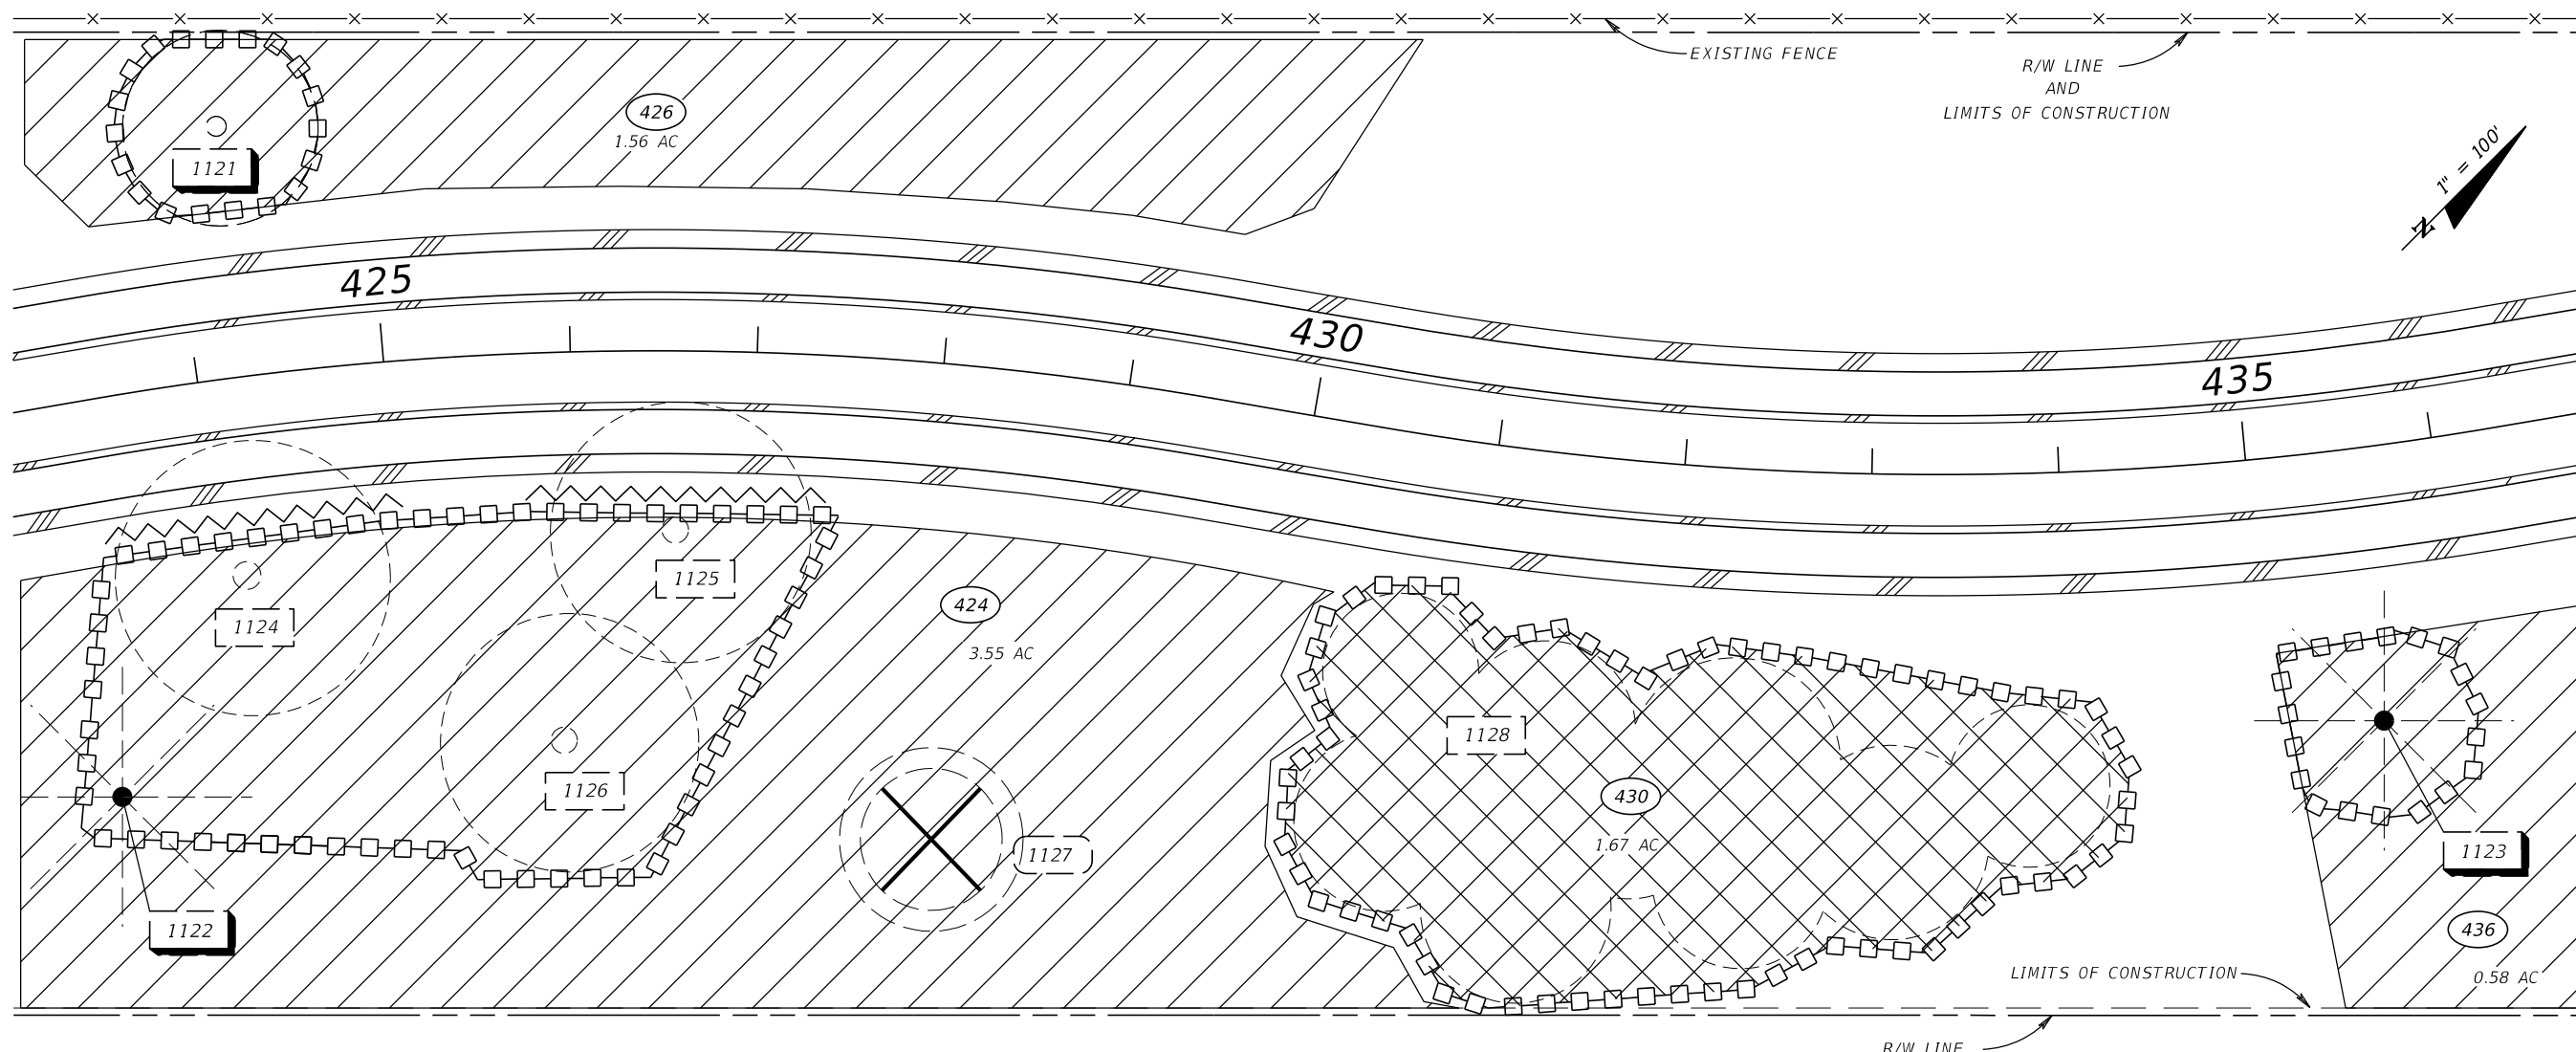 EXISTING FENCE
R/W LINE
AND
LIMITS OF CONSTRUCTION
426
1.56 AC
1121
1" = 100'
N
425
430
435
1125
1124
424
3.55 AC
1128
1126
430
1.67 AC
1127
1123
1122
436
0.58 AC
LIMITS OF CONSTRUCTION
R/W LINE